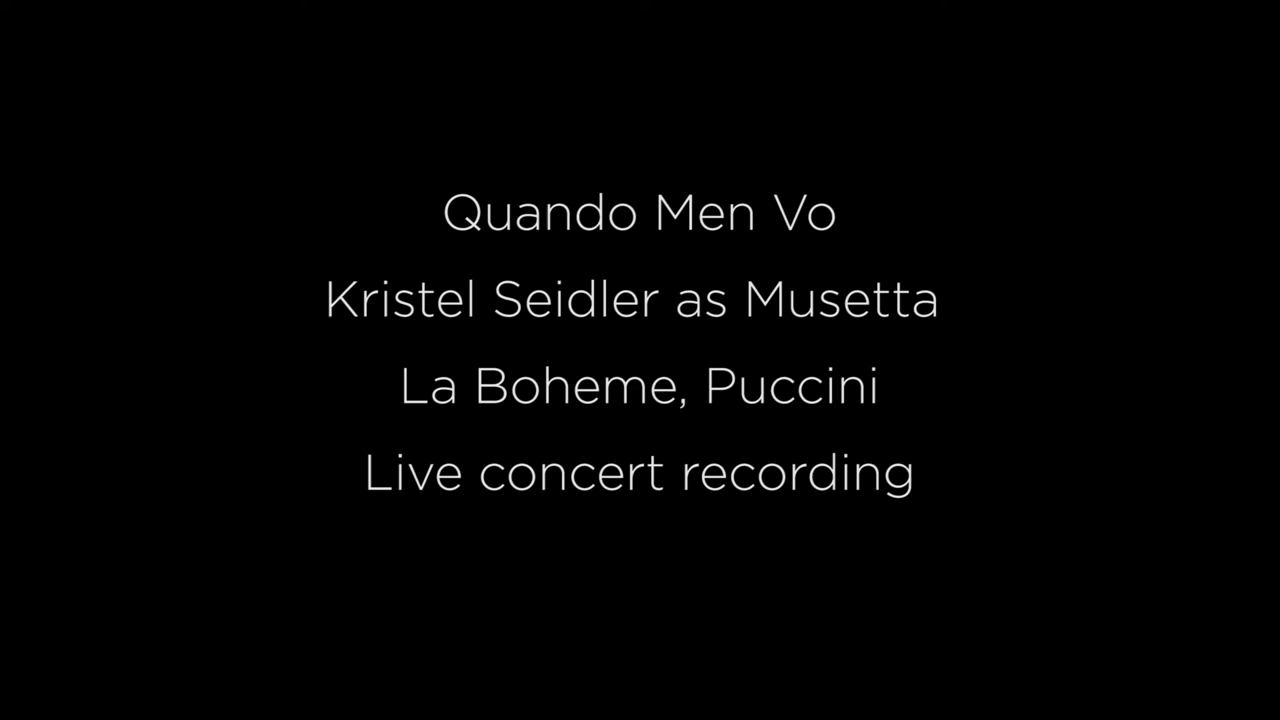 Quando Men Vo
Kristel Seidler as Musetta
La Boheme, Puccini
Live concert recording